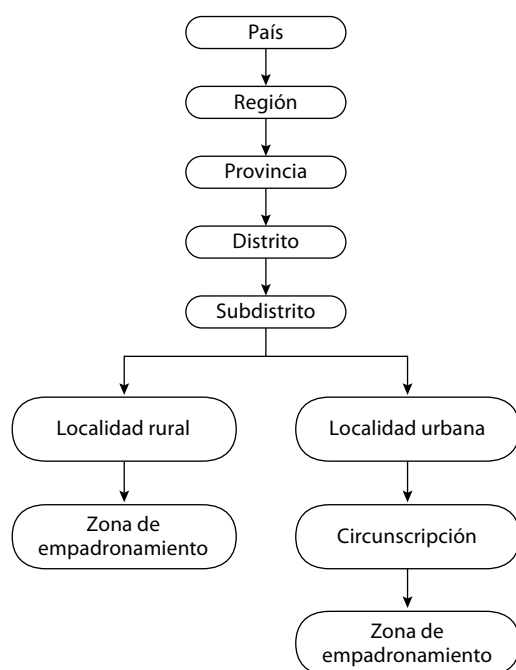 País
Región
Provincia
Distrito
Subdistrito
Localidad rural
Localidad urbana
Zona de
empadronamiento
Circunscripción
Zona de
empadronamiento